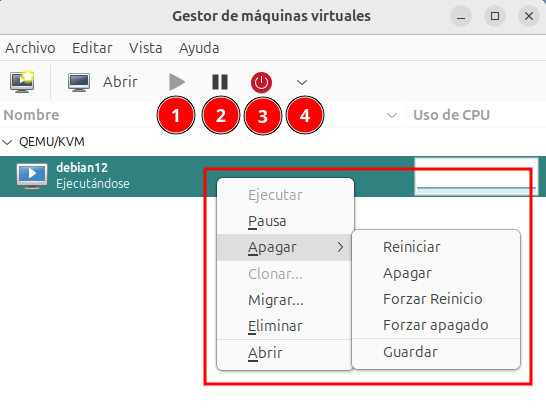 Gestor de máquinas virtuales
Archivo Editar Vista Ayuda
Abrir
1 2 3 4
Nombre Uso de CPU
QEMU/KVM
debian12
Ejecutándose
Ejecutar
Pausa
Apagar
Clonar...
Migrar...
Eliminar
Abrir
Reiniciar
Apagar
Forzar Reinicio
Forzar apagado
Guardar